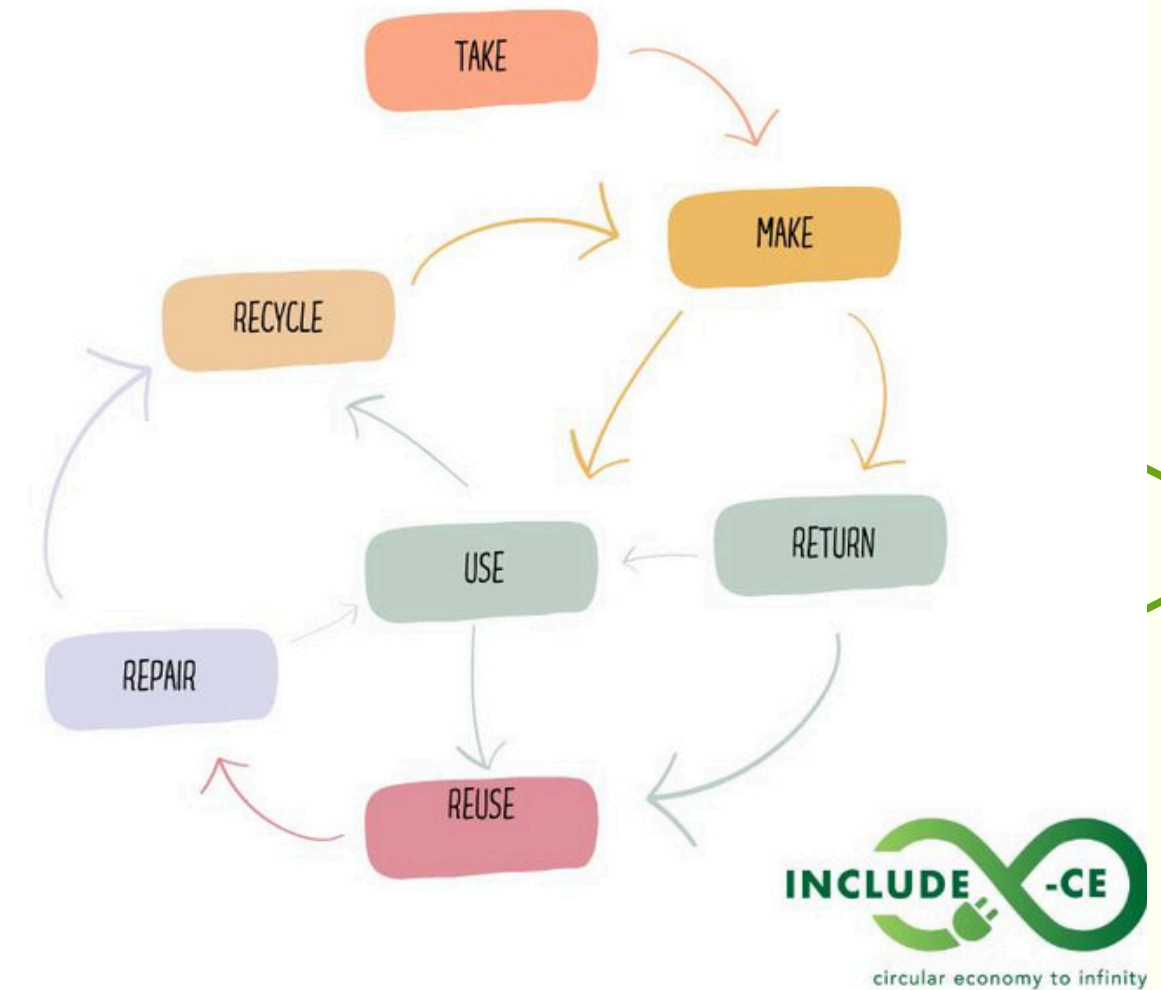 TAKE
MAKE
RECYCLE
RETURN
USE
REPAIR
REUSE
INCLUDE -CE
circular economy to infinity